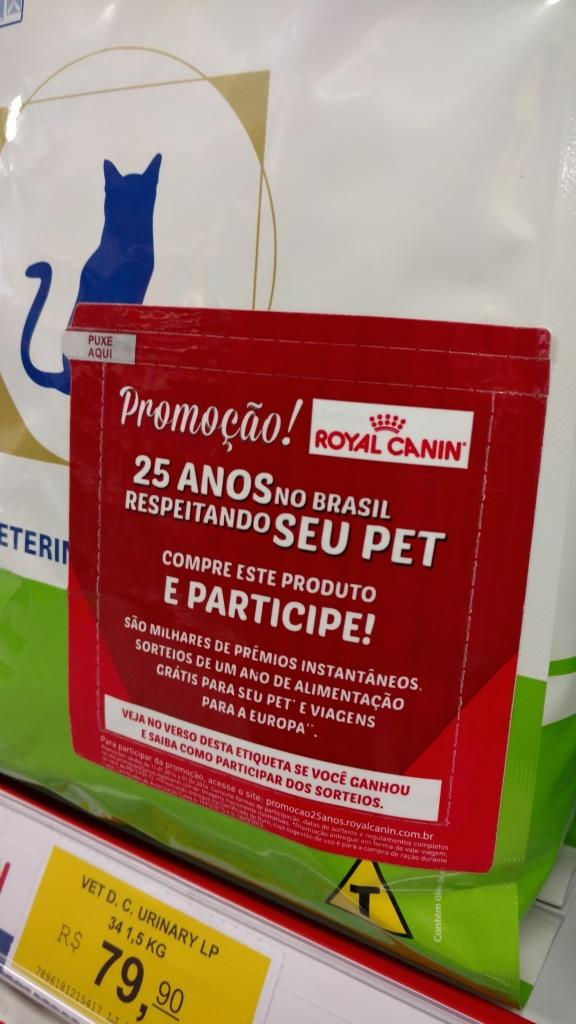 PUXE
AQUI
Promoção!
ROYAL CANIN
25 ANOS NO BRASIL
RESPEITANDO SEU PET
COMPRE ESTE PRODUTO
E PARTICIPE!
SÃO MILHARES DE PRÊMIOS INSTANTÂNEOS.
SORTEIOS DE UM ANO DE ALIMENTAÇÃO
GRÁTIS PARA SEU PET* E VIAGENS
PARA A EUROPA**.
VEJA NO VERSO DESTA ETIQUETA SE VOCÊ GANHOU
E SAIBA COMO PARTICIPAR DOS SORTEIOS.
Para participar da promoção, acesse o site: promocao25anos.royalcanin.com.br
T
Contém
VET D. C. URINARY LP
34 1,5 KG
R$ 79,90
7896181215417